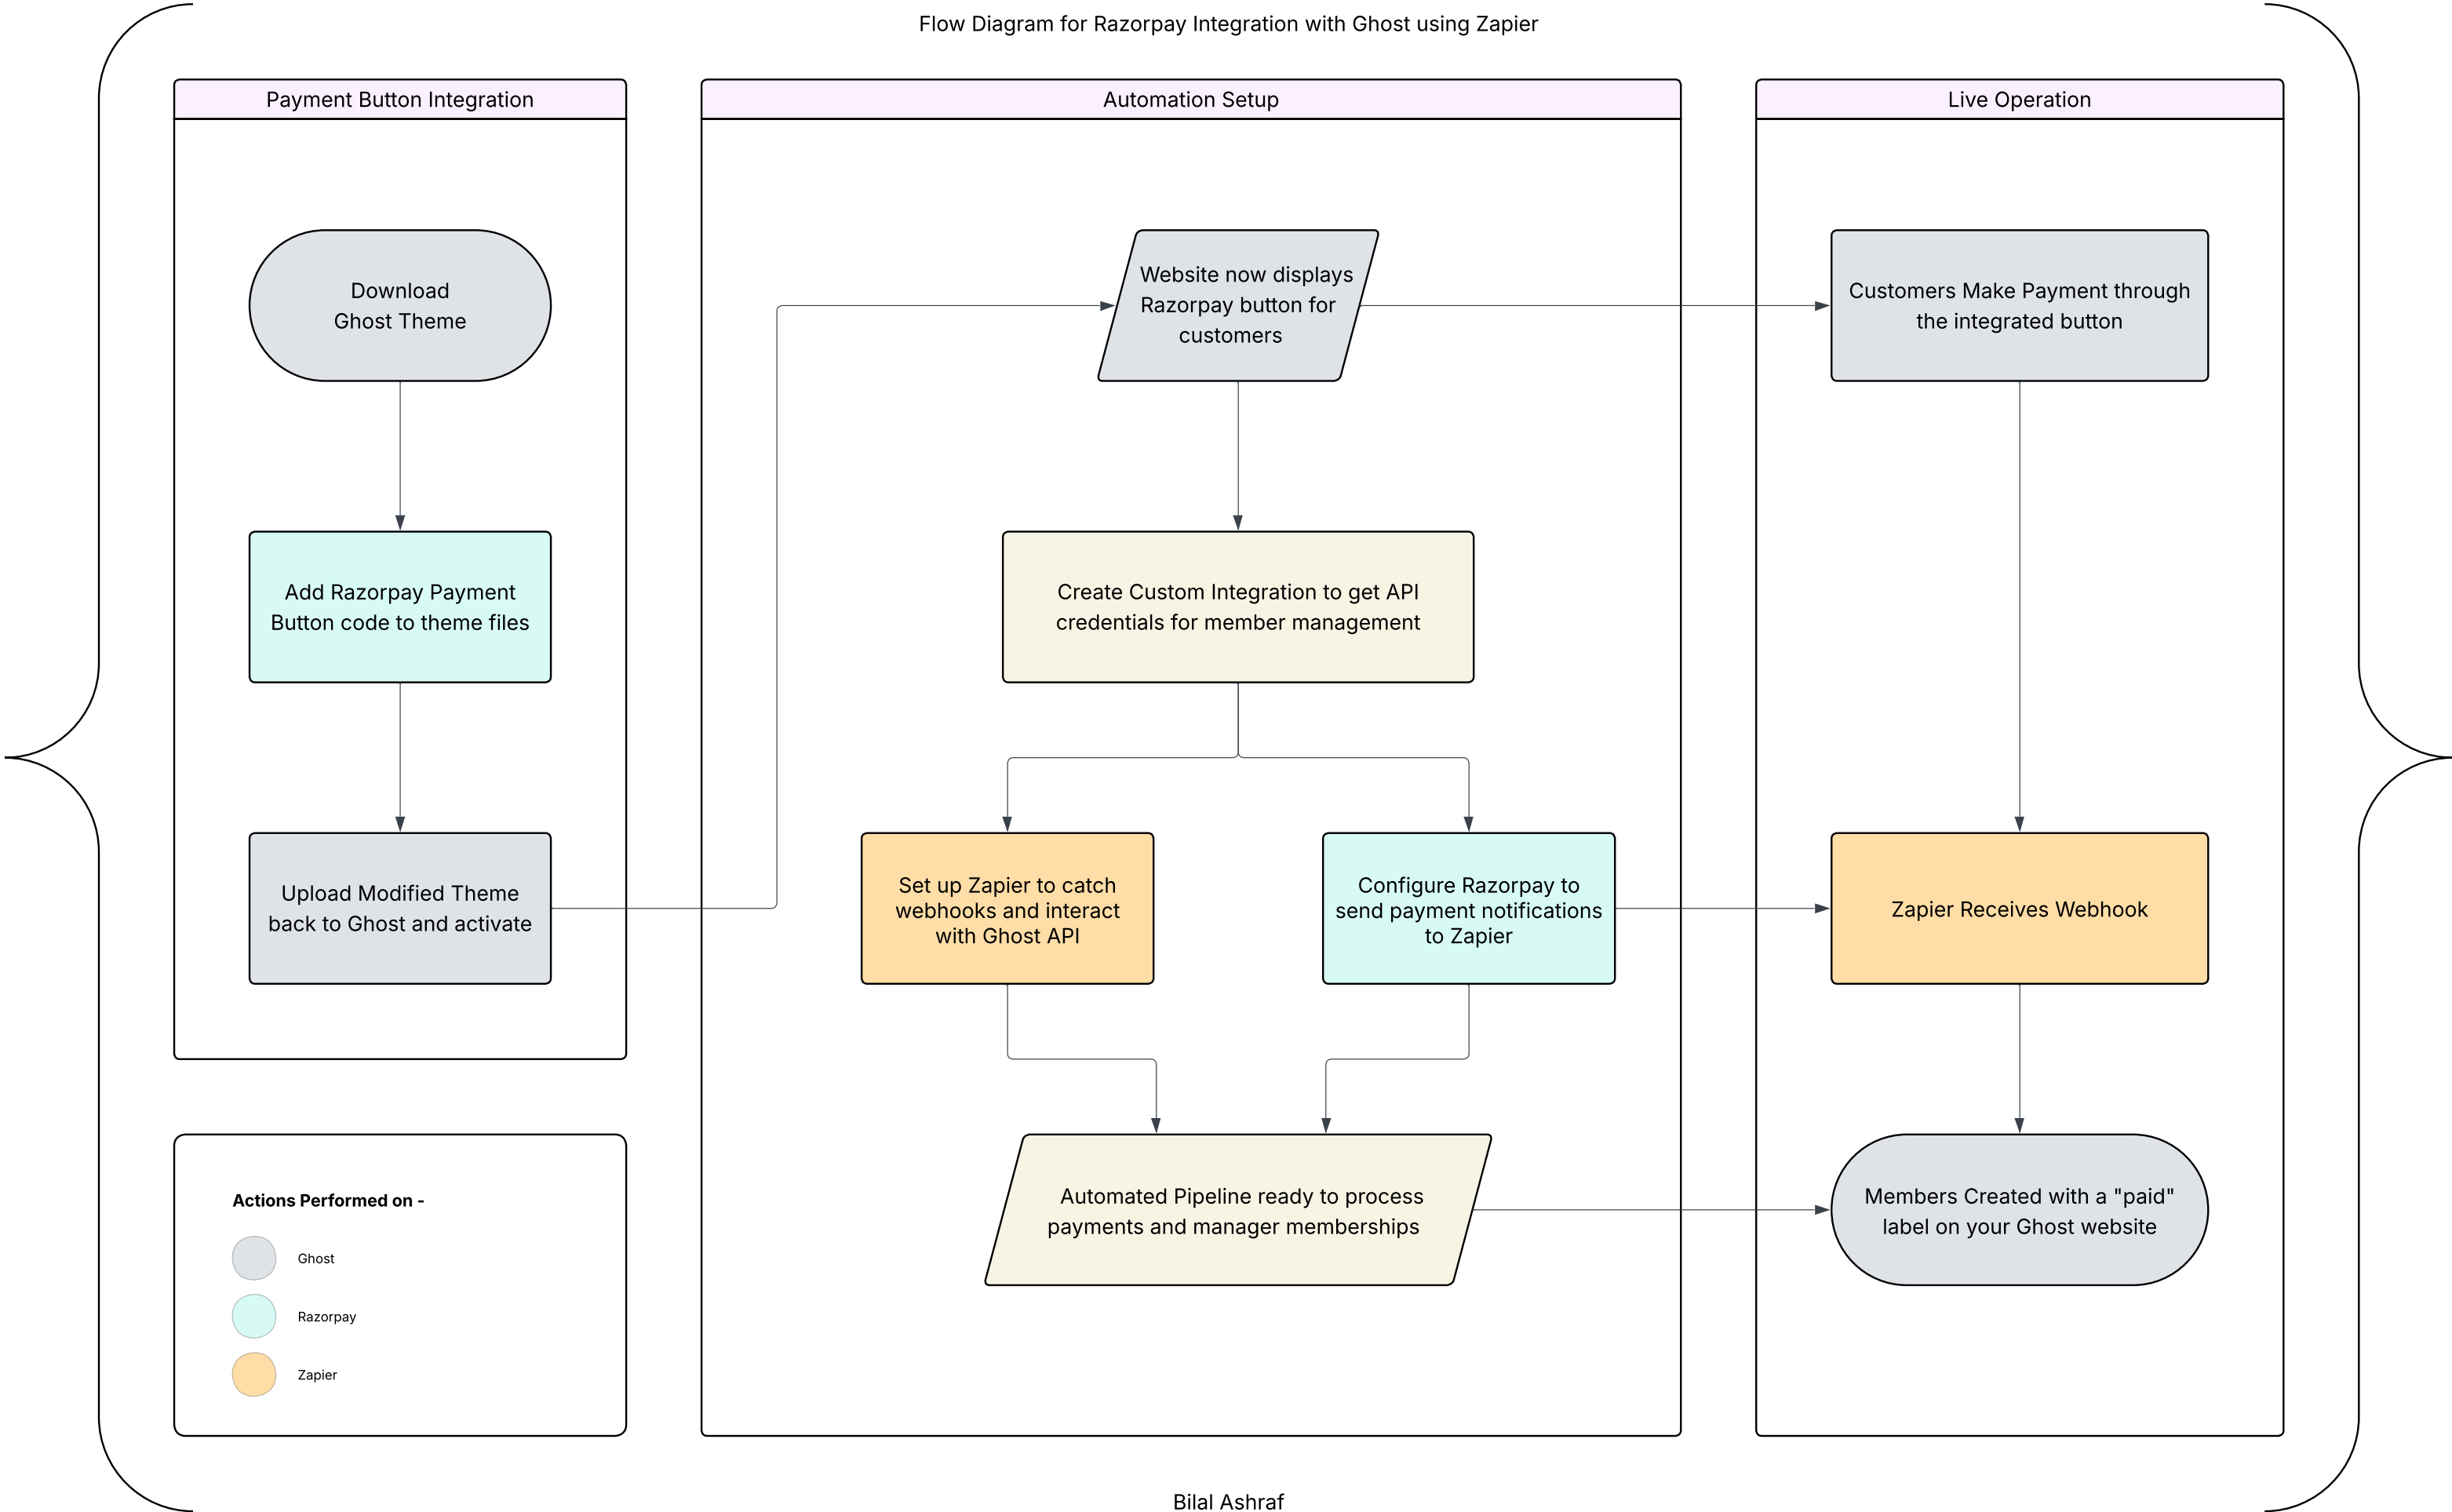 Flow Diagram for Razorpay Integration with Ghost using Zapier
Payment Button Integration
Download
Ghost Theme
Add Razorpay Payment
Button code to theme files
Upload Modified Theme
back to Ghost and activate
Automation Setup
Website now displays
Razorpay button for
customers
Create Custom Integration to get API
credentials for member management
Set up Zapier to catch
webhooks and interact
with Ghost API
Configure Razorpay to
send payment notifications
to Zapier
Automated Pipeline ready to process
payments and manager memberships
Live Operation
Customers Make Payment through
the integrated button
Zapier Receives Webhook
Members Created with a "paid"
label on your Ghost website
Actions Performed on -
Ghost
Razorpay
Zapier
Bilal Ashraf